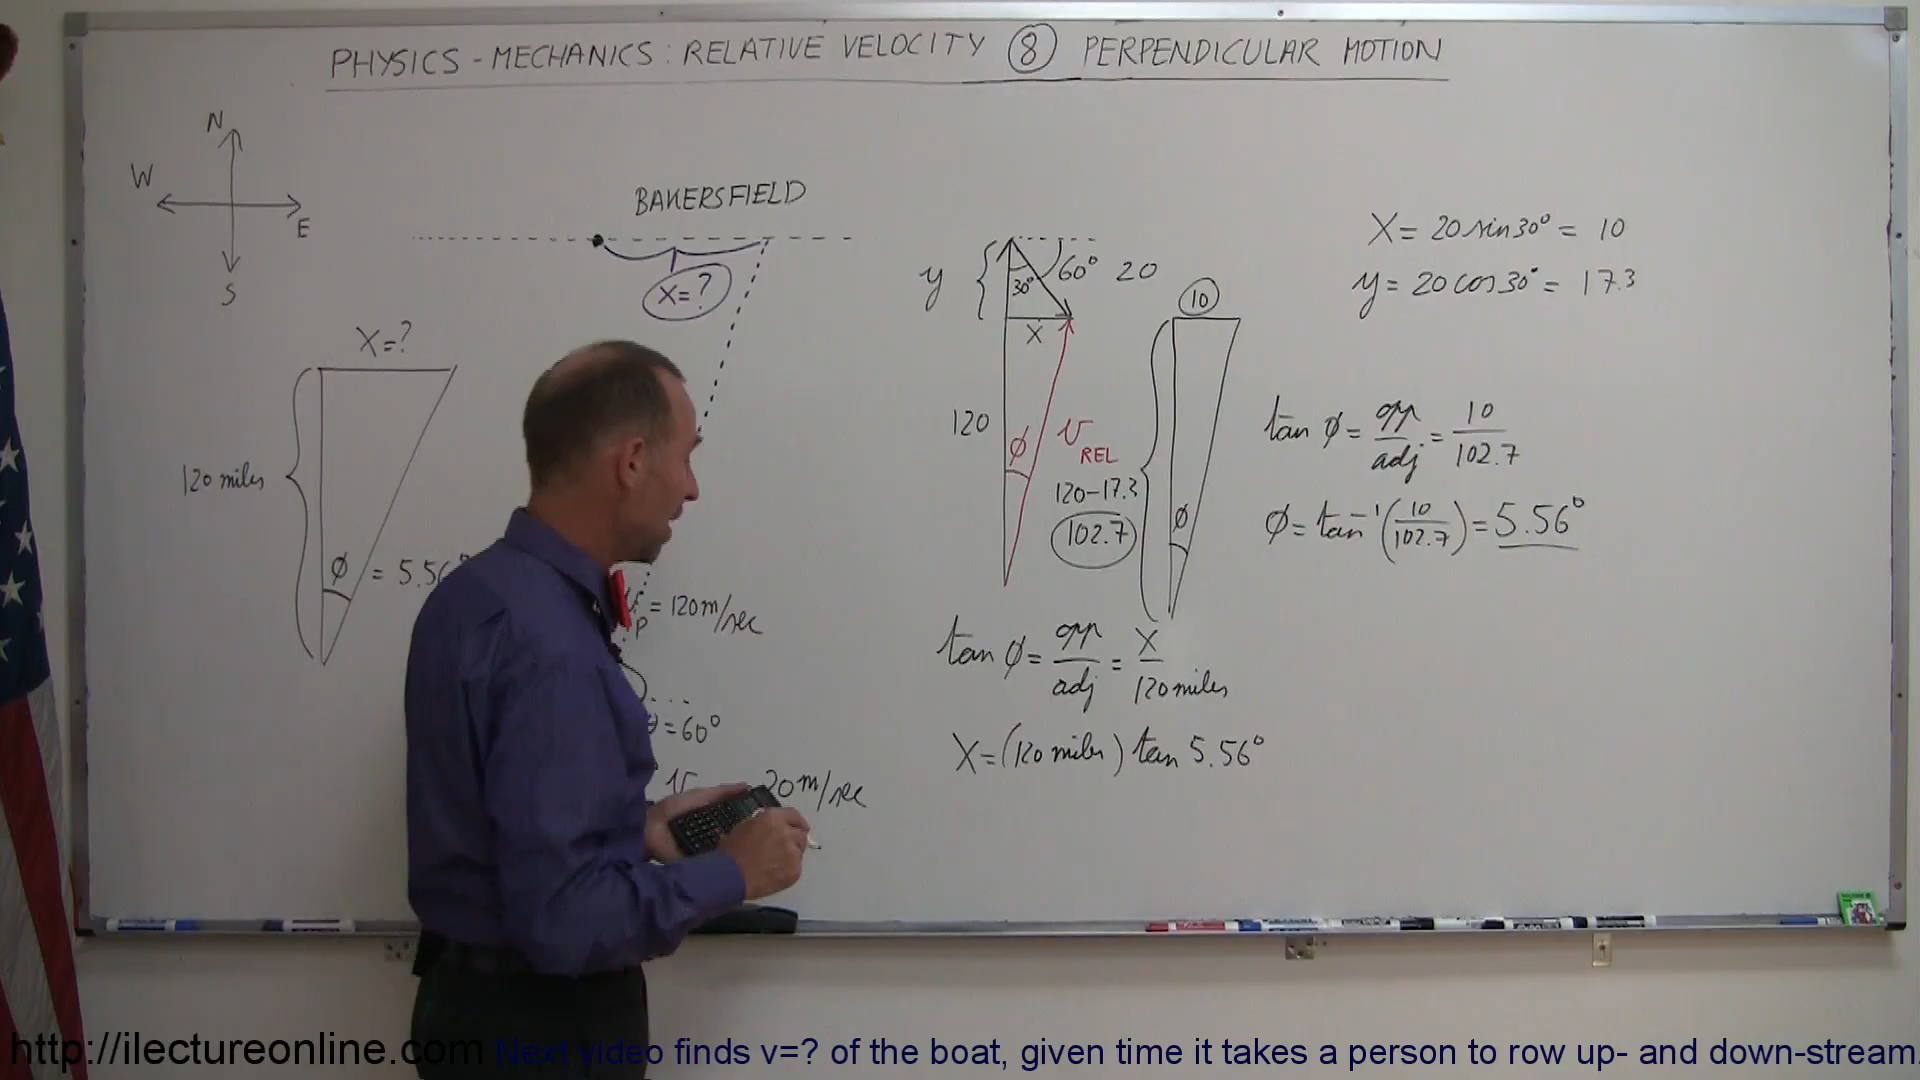 PHYSICS - MECHANICS: RELATIVE VELOCITY ⑧ PERPENDICULAR MOTION
N
W
E
S
BAKERSFIELD
X=?
X=?
120 miles
ϕ = 5.56
P = 120 m/sec
θ = 60°
V 20 m/sec
y
30°
60° 20
X
120
ϕ
V REL
10
120-17.3
102.7
ϕ
X = 20 sin 30° = 10
y = 20 cos 30° = 17.3
tan ϕ = opp/adj = 10/102.7
ϕ = tan⁻¹(10/102.7) = 5.56°
tan ϕ = opp/adj = X/120 miles
X = (120 miles) tan 5.56°
http://ilectureonline.com Next video finds v=? of the boat, given time it takes a person to row up- and down-stream.